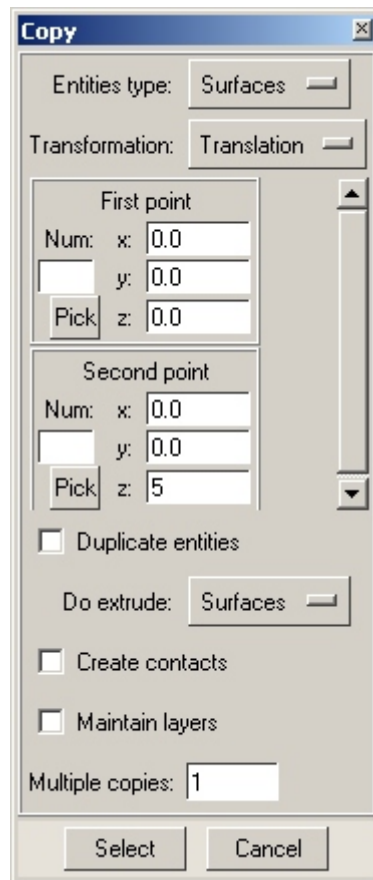 Copy
Entities type: Surfaces
Transformation: Translation
First point
Num: x: 0.0
y: 0.0
Pick z: 0.0
Second point
Num: x: 0.0
y: 0.0
Pick z: 5
Duplicate entities
Do extrude: Surfaces
Create contacts
Maintain layers
Multiple copies: 1
Select Cancel